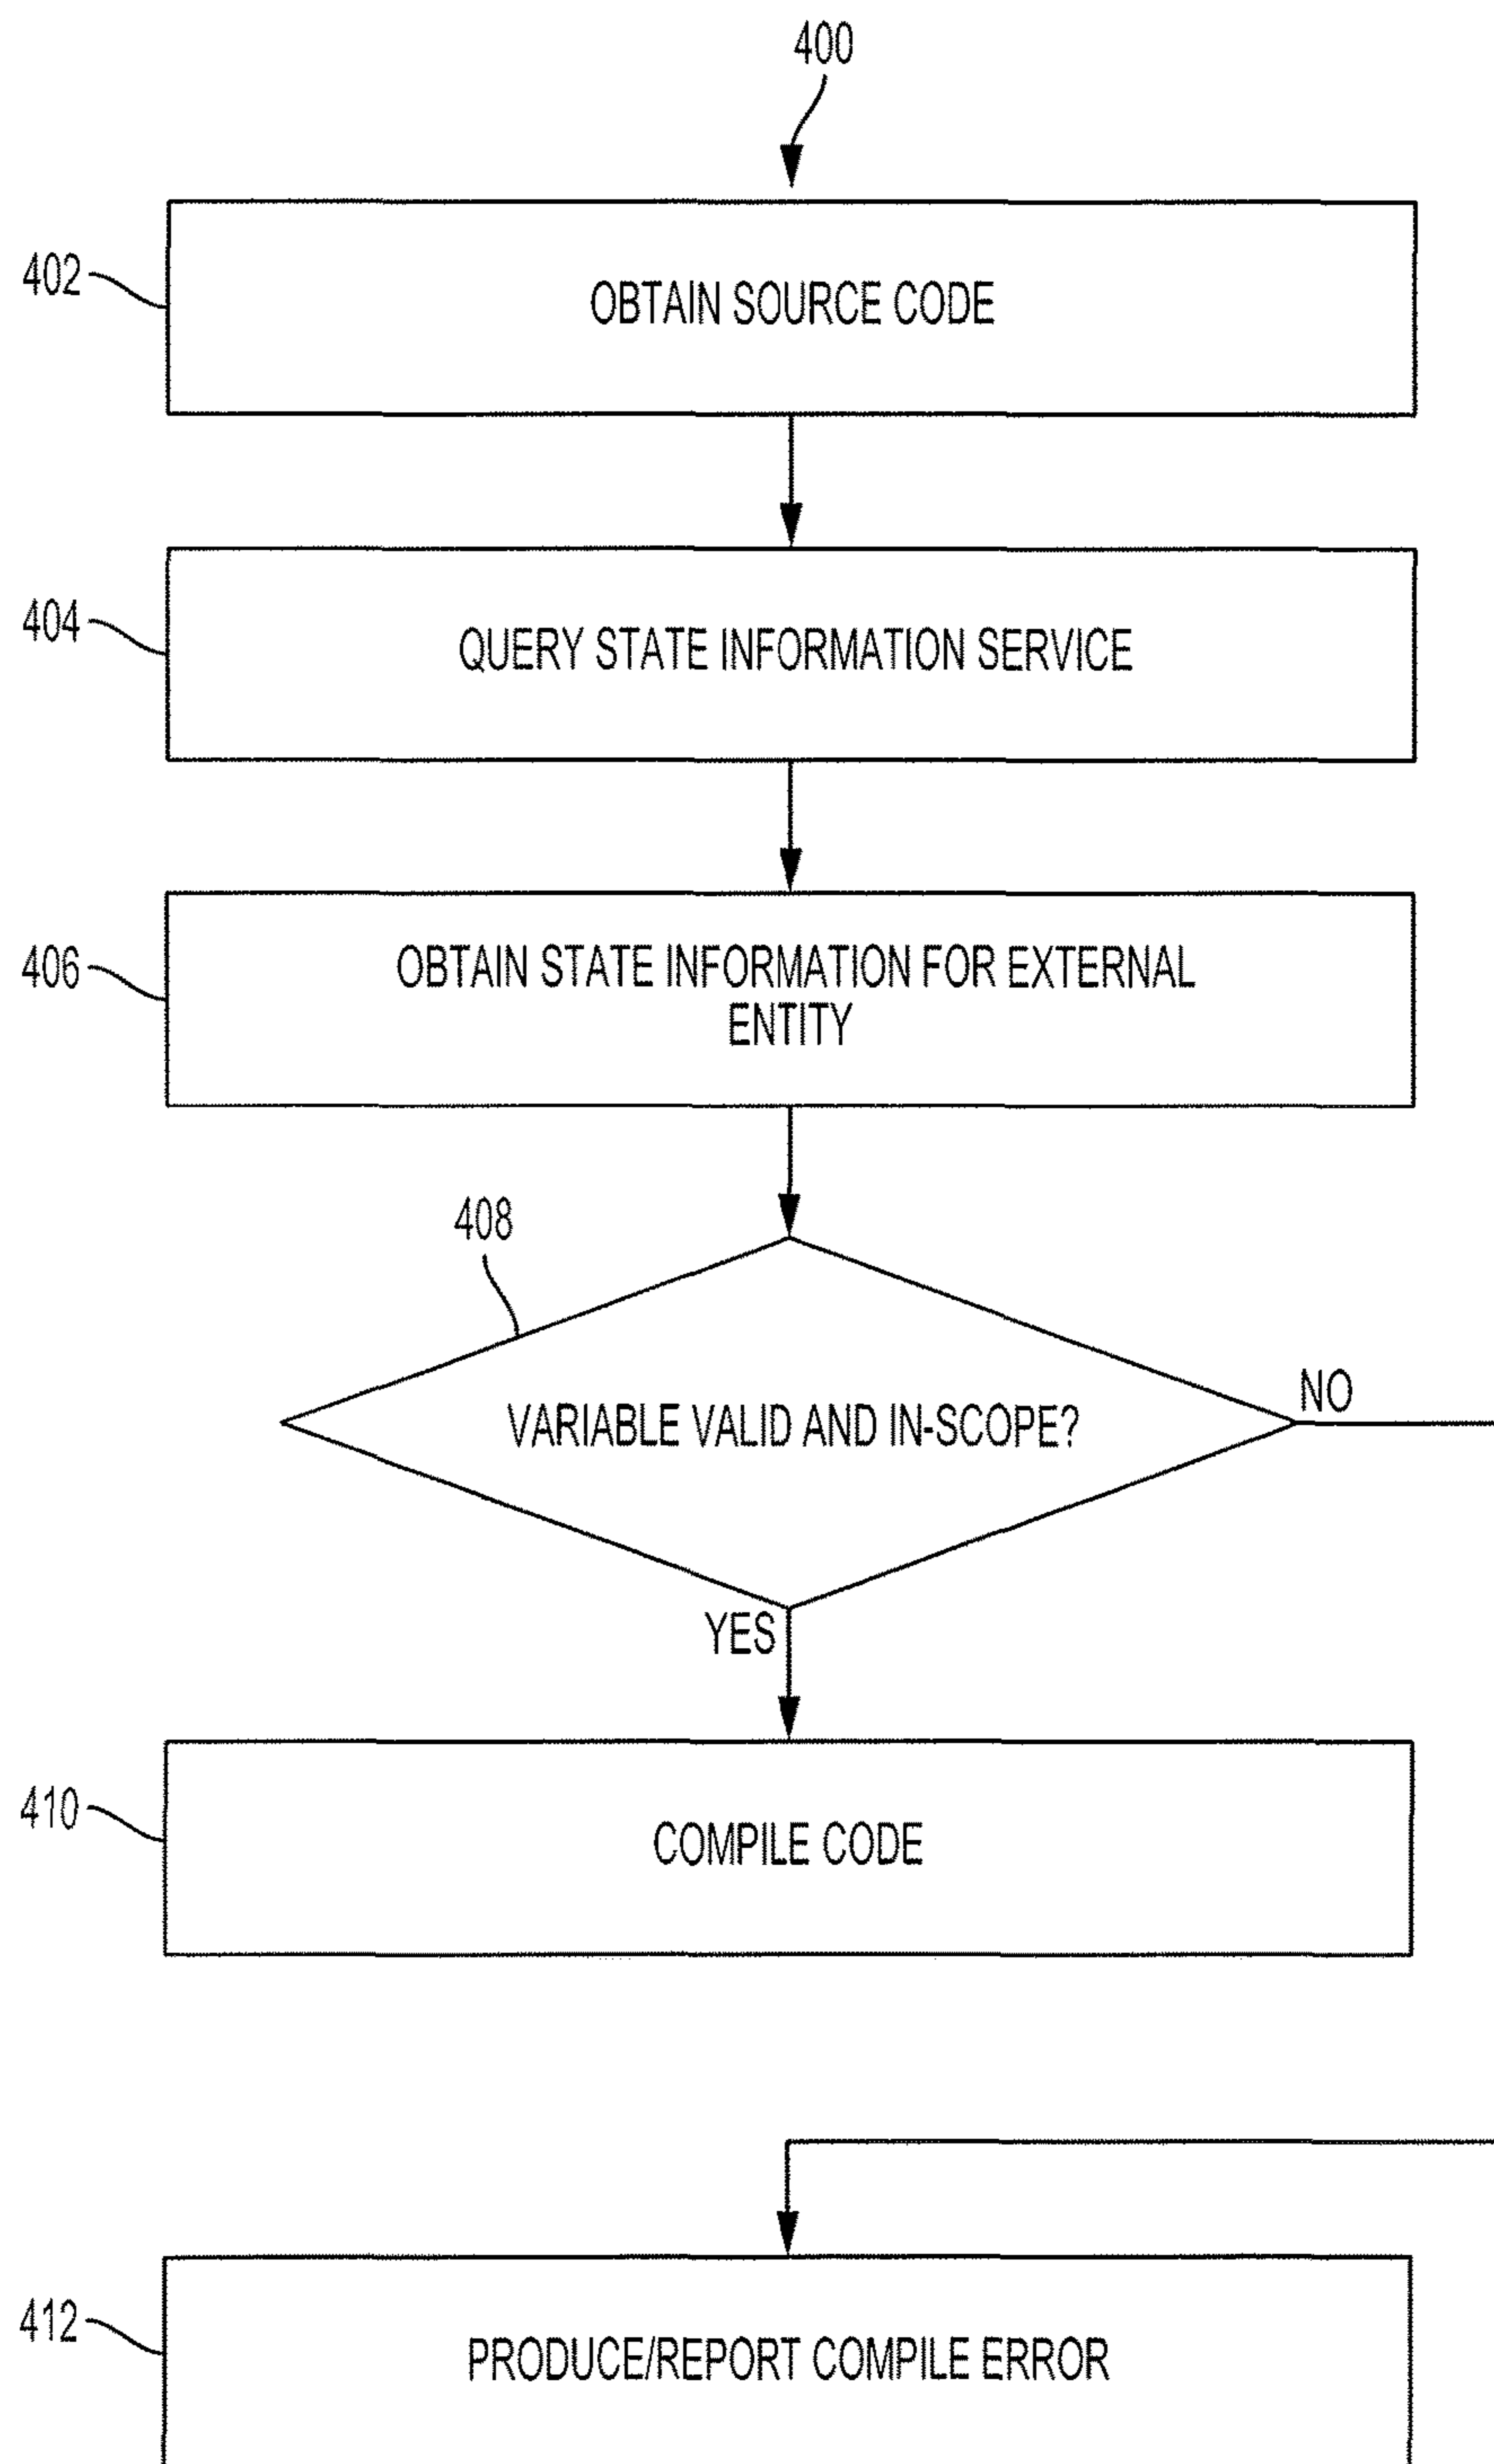 400
402
OBTAIN SOURCE CODE
404
QUERY STATE INFORMATION SERVICE
406
OBTAIN STATE INFORMATION FOR EXTERNAL
ENTITY
408
VARIABLE VALID AND IN-SCOPE?
NO
YES
410
COMPILE CODE
412
PRODUCE/REPORT COMPILE ERROR